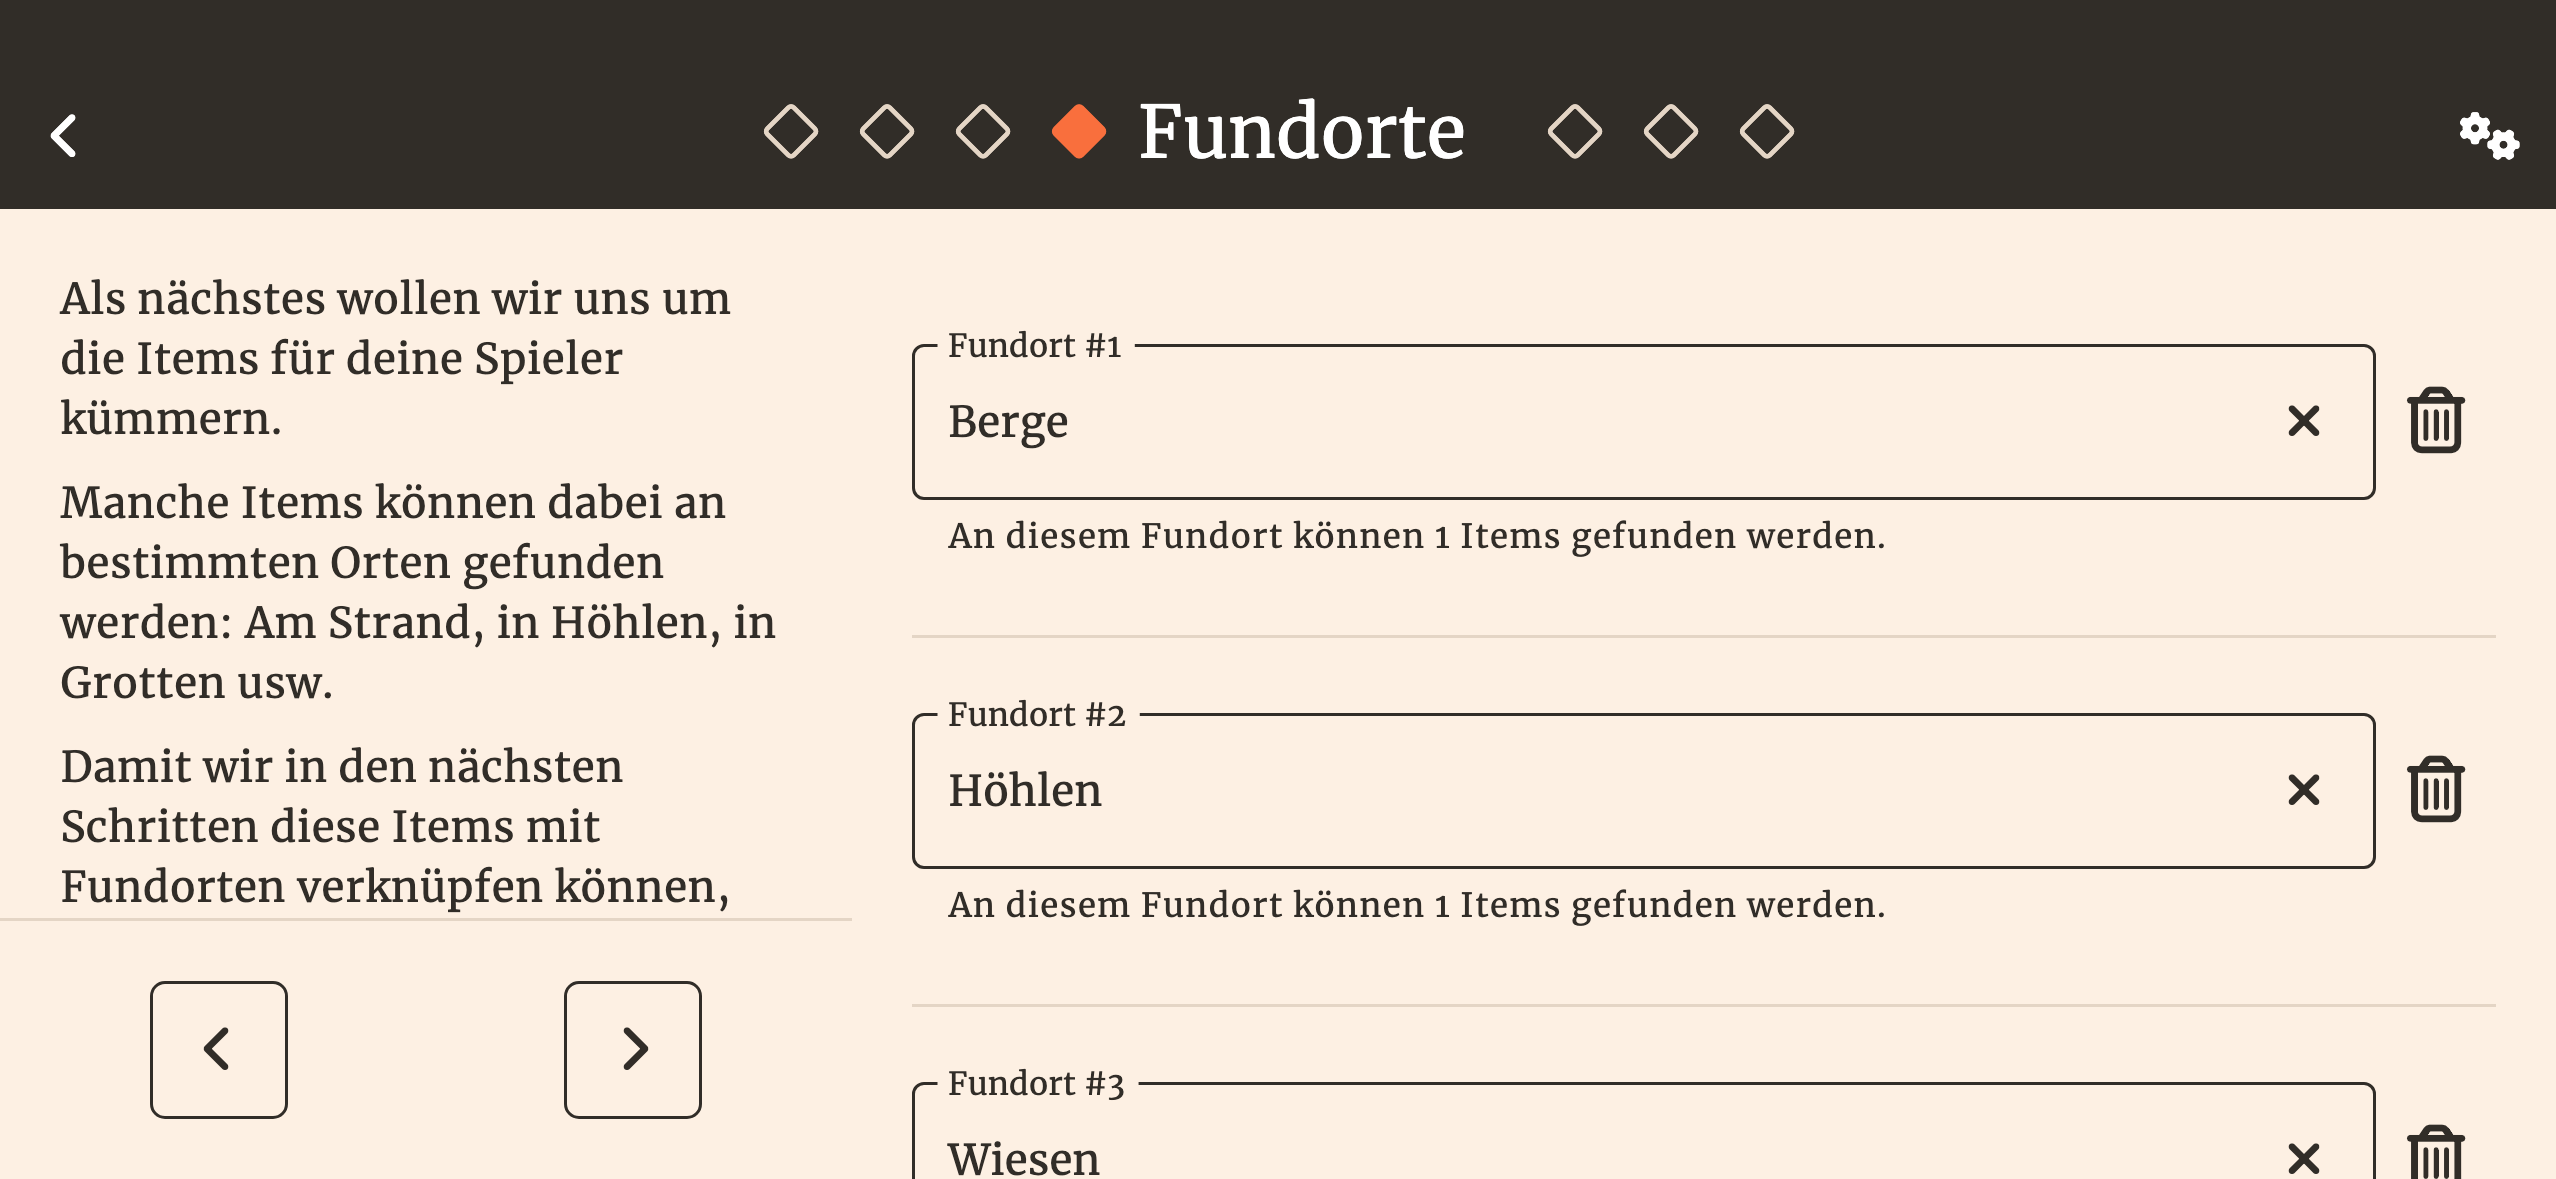 Fundorte
Als nächstes wollen wir uns um
die Items für deine Spieler
kümmern.
Manche Items können dabei an
bestimmten Orten gefunden
werden: Am Strand, in Höhlen, in
Grotten usw.
Damit wir in den nächsten
Schritten diese Items mit
Fundorten verknüpfen können,
Fundort #1
Berge
An diesem Fundort können 1 Items gefunden werden.
Fundort #2
Höhlen
An diesem Fundort können 1 Items gefunden werden.
Fundort #3
Wiesen